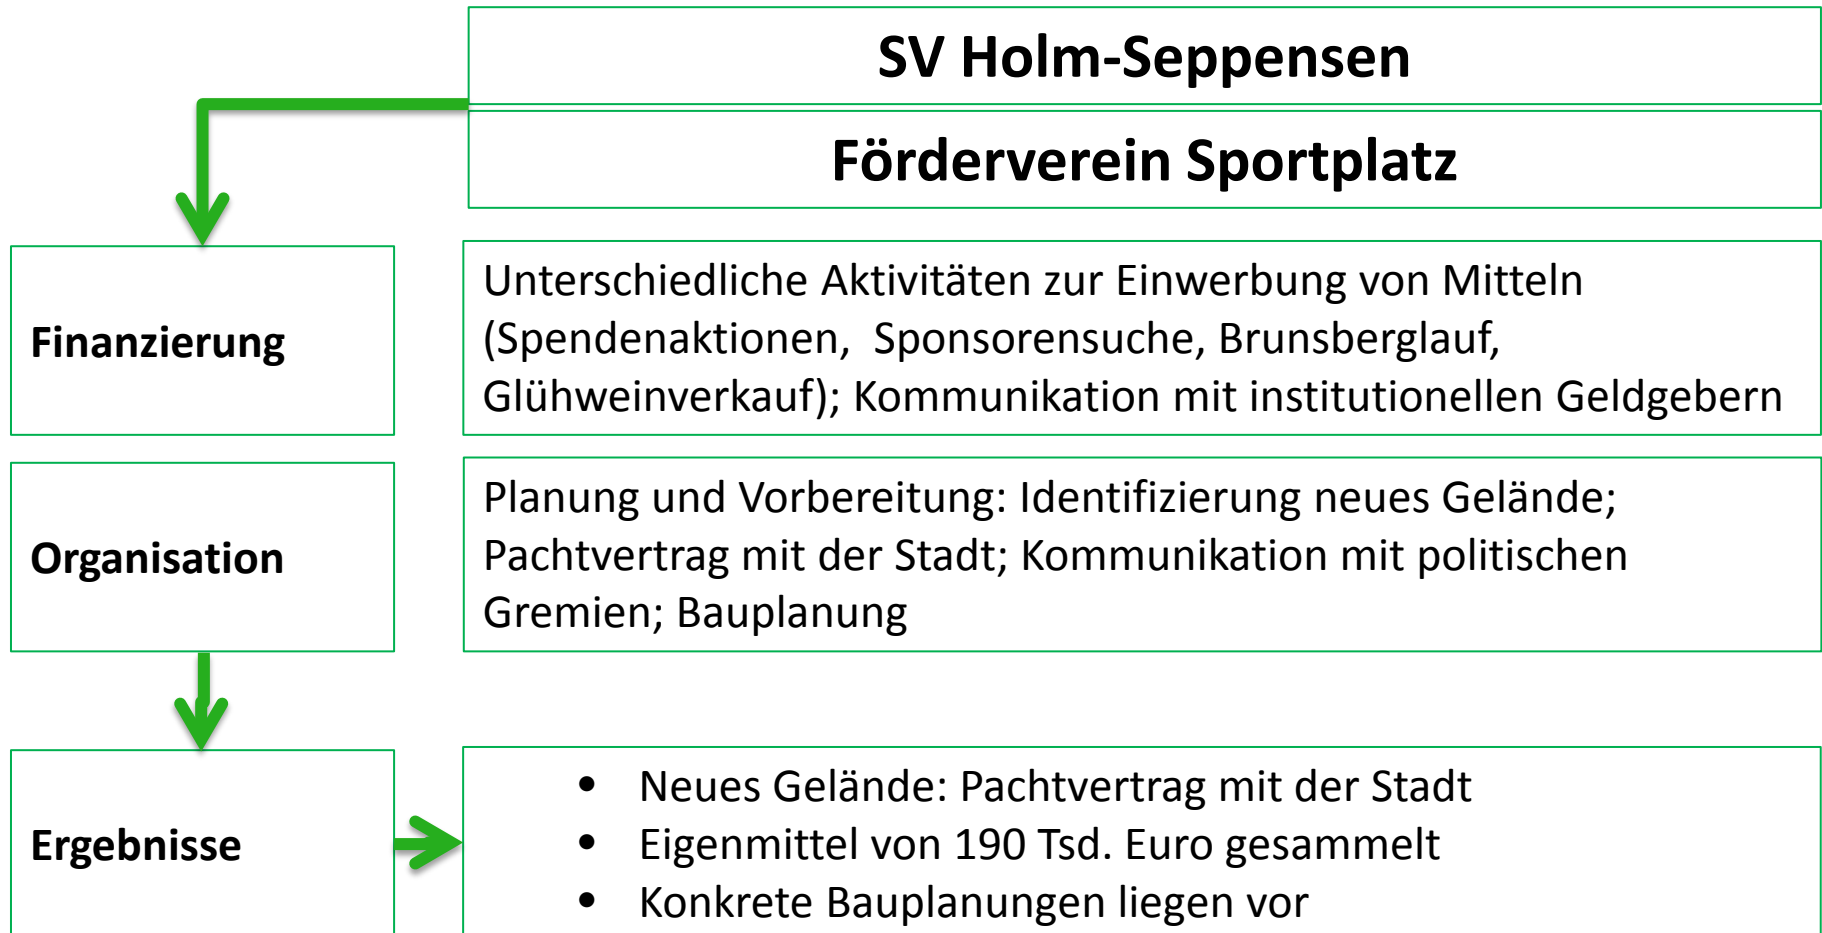 SV Holm-Seppensen
Förderverein Sportplatz
Finanzierung
Unterschiedliche Aktivitäten zur Einwerbung von Mitteln
(Spendenaktionen, Sponsorensuche, Brunsberglauf,
Glühweinverkauf); Kommunikation mit institutionellen Geldgebern
Organisation
Planung und Vorbereitung: Identifizierung neues Gelände;
Pachtvertrag mit der Stadt; Kommunikation mit politischen
Gremien; Bauplanung
Ergebnisse
• Neues Gelände: Pachtvertrag mit der Stadt
• Eigenmittel von 190 Tsd. Euro gesammelt
• Konkrete Bauplanungen liegen vor